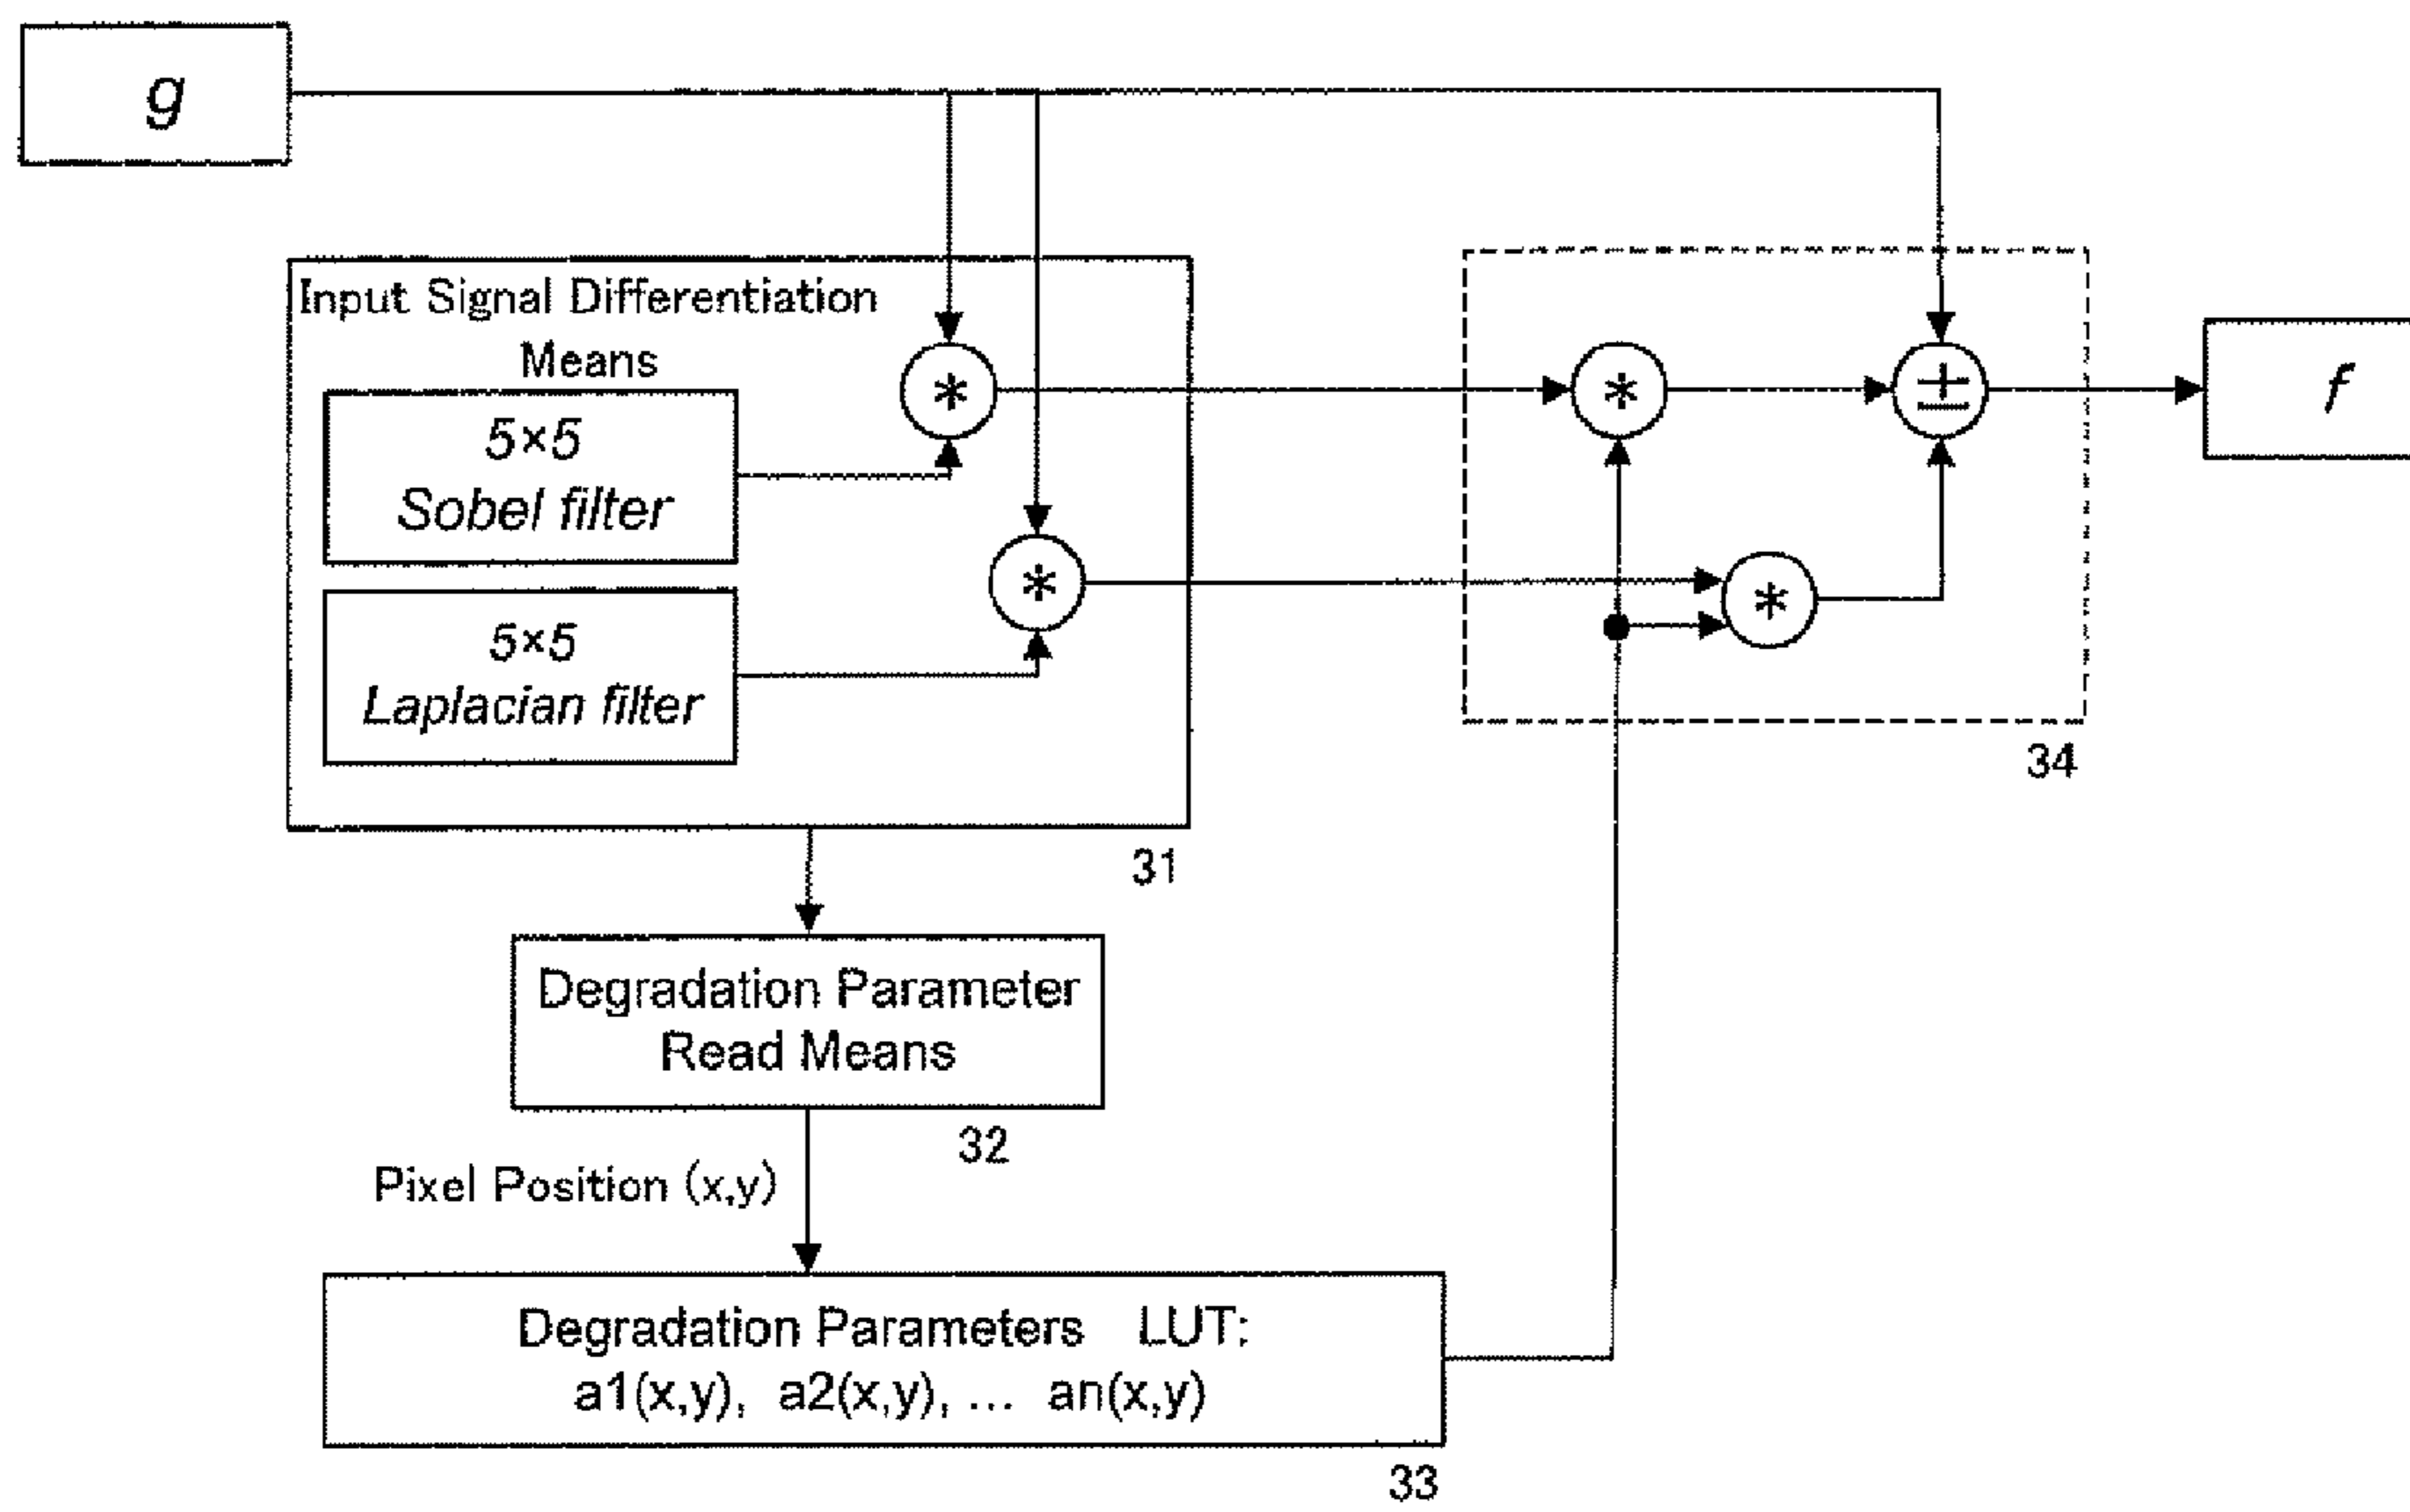 g
Input Signal Differentiation
Means
5×5
Sobel filter
5×5
Laplacian filter
*
*
*
*
±
f
34
31
Degradation Parameter
Read Means
32
Pixel Position (x,y)
Degradation Parameters LUT:
a1(x,y), a2(x,y), ... an(x,y)
33